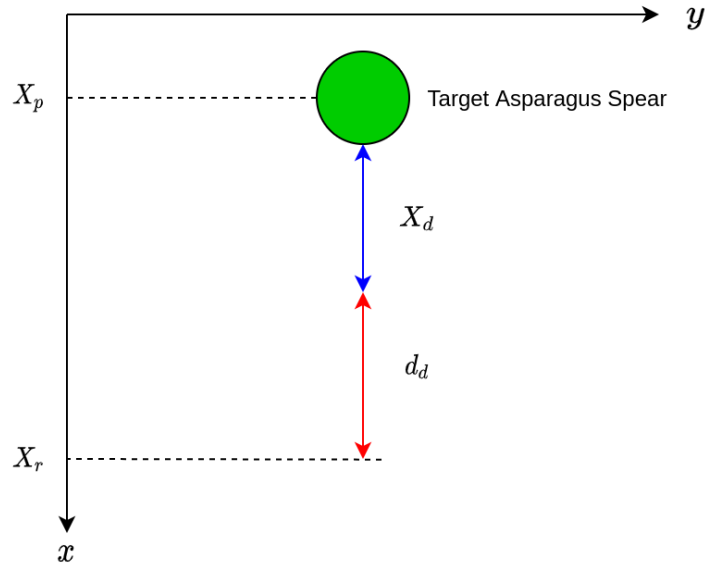 y
X_p
Target Asparagus Spear
X_d
d_d
X_r
x